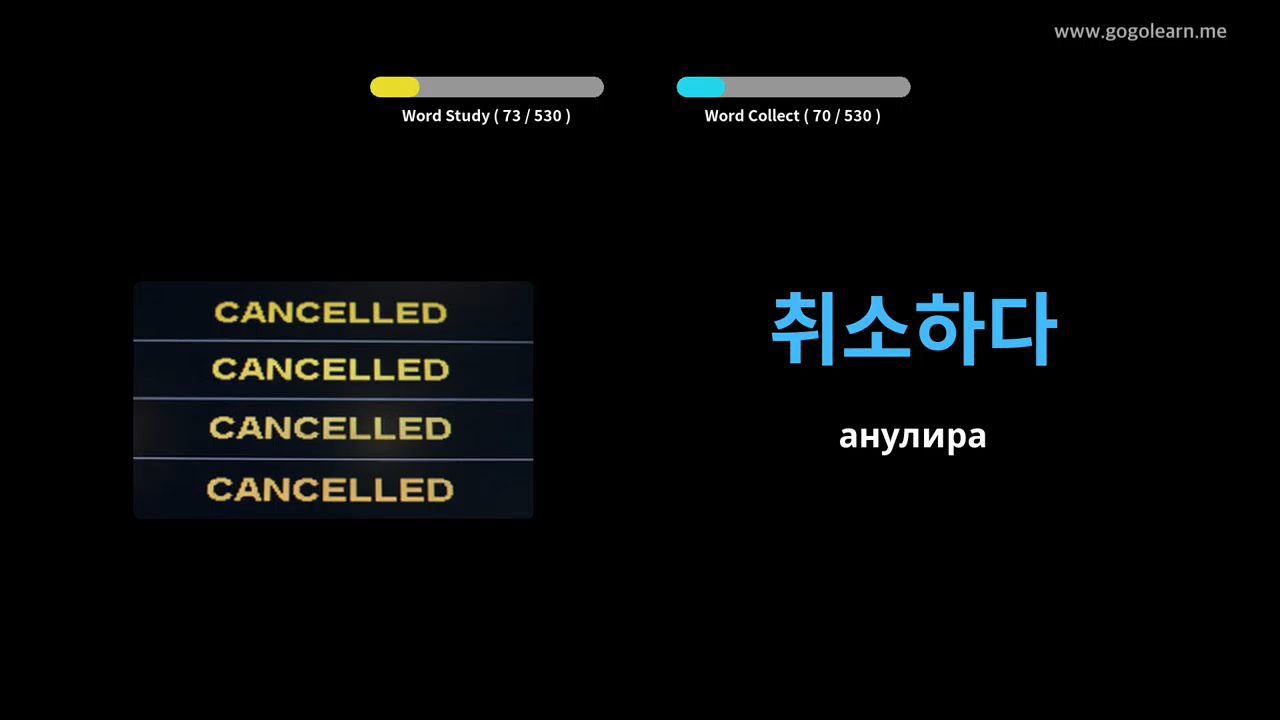 www.gogolearn.me
Word Study ( 73 / 530 )
Word Collect ( 70 / 530 )
CANCELLED
CANCELLED
CANCELLED
CANCELLED
취소하다
анулира